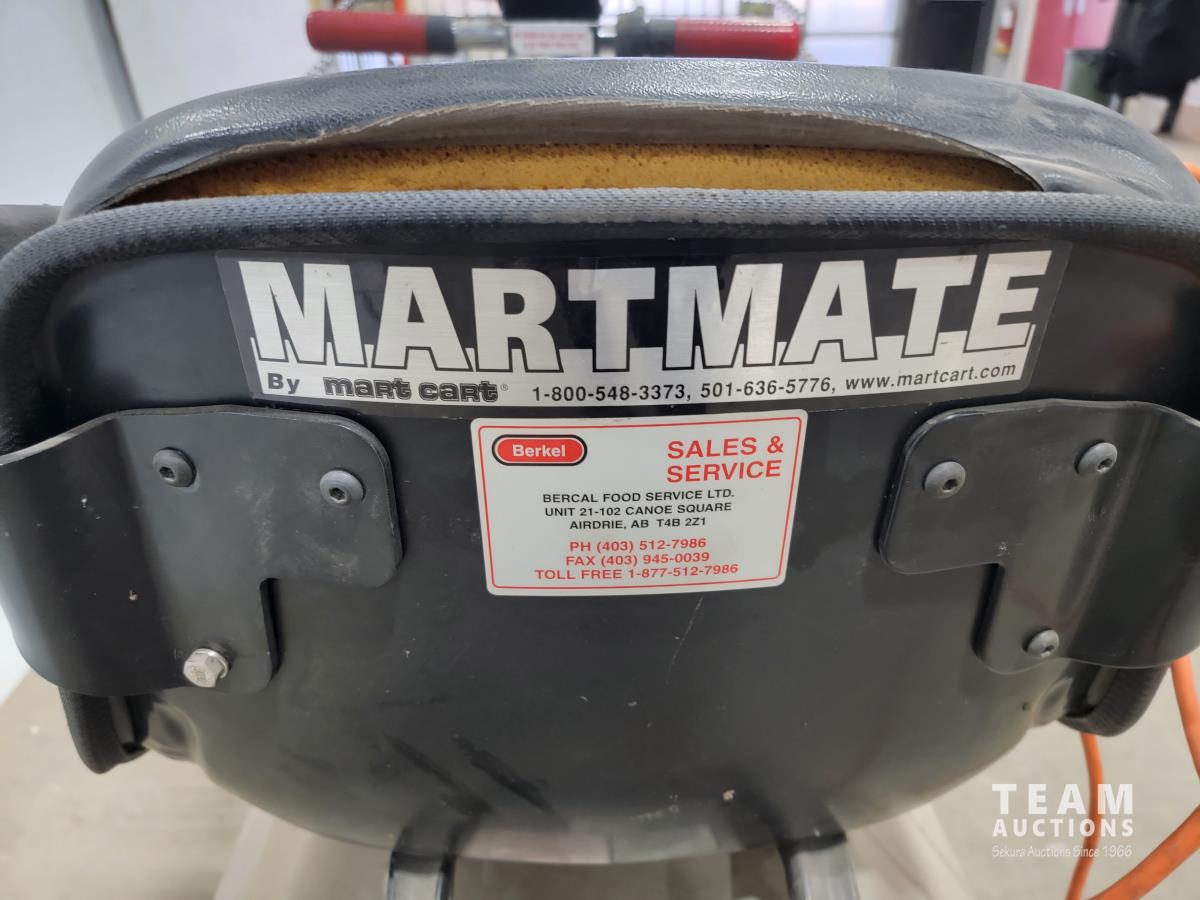 MARTMATE
By mart cart® 1-800-548-3373, 501-636-5776, www.martcart.com
Berkel
SALES &
SERVICE
BERCAL FOOD SERVICE LTD.
UNIT 21-102 CANOE SQUARE
AIRDRIE, AB T4B 2Z1
PH (403) 512-7986
FAX (403) 945-0039
TOLL FREE 1-877-512-7986
TEAM
AUCTIONS
Sekura Auctions Since 1966